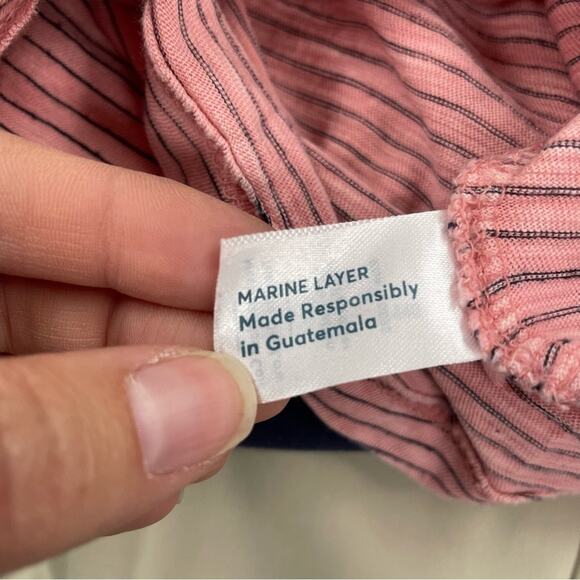 MARINE LAYER
Made Responsibly
in Guatemala